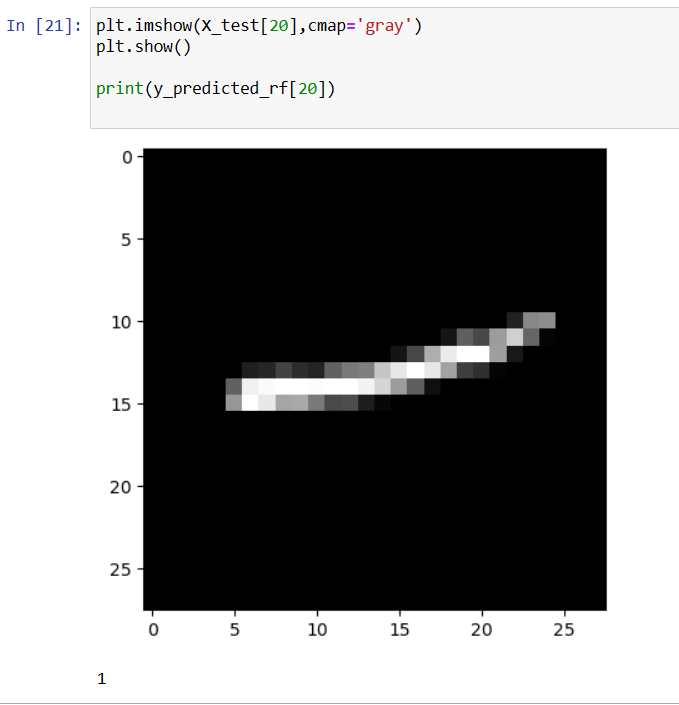 In [21]: plt.imshow(X_test[20],cmap='gray')
plt.show()
print(y_predicted_rf[20])
0
5
10
15
20
25
0 5 10 15 20 25
1